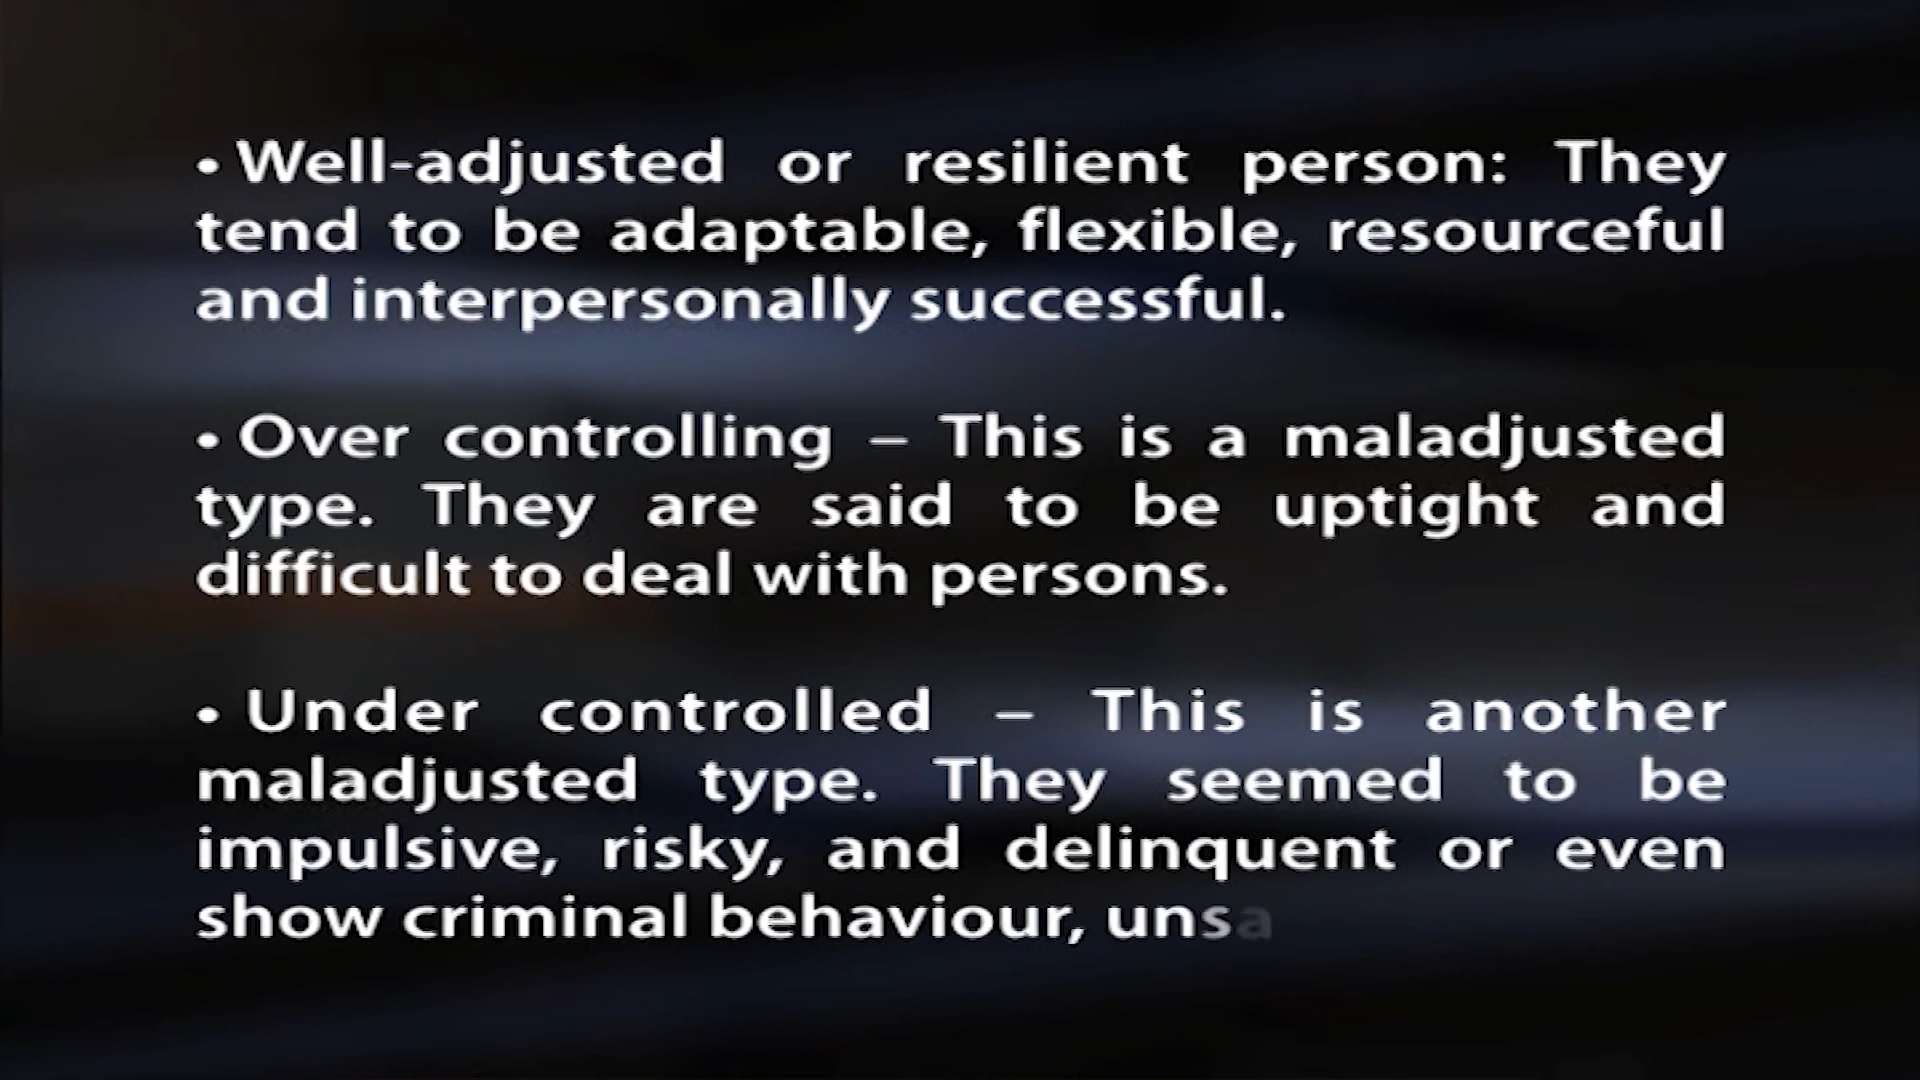 • Well-adjusted or resilient person: They
tend to be adaptable, flexible, resourceful
and interpersonally successful.
• Over controlling – This is a maladjusted
type. They are said to be uptight and
difficult to deal with persons.
• Under controlled – This is another
maladjusted type. They seemed to be
impulsive, risky, and delinquent or even
show criminal behaviour, unsa